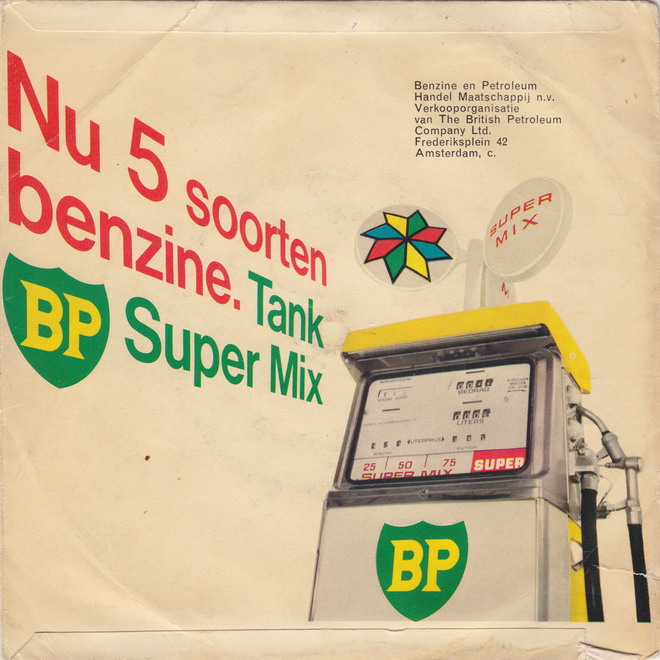 Nu 5 soorten
benzine. Tank
BP Super Mix
Benzine en Petroleum
Handel Maatschappij n.v.
Verkooporganisatie
van The British Petroleum
Company Ltd.
Frederiksplein 42
Amsterdam, c.
SUPER
MIX
BEDRAG
LITERS
LITERPRIJS
25 50 75 SUPER
SUPER MIX
BP